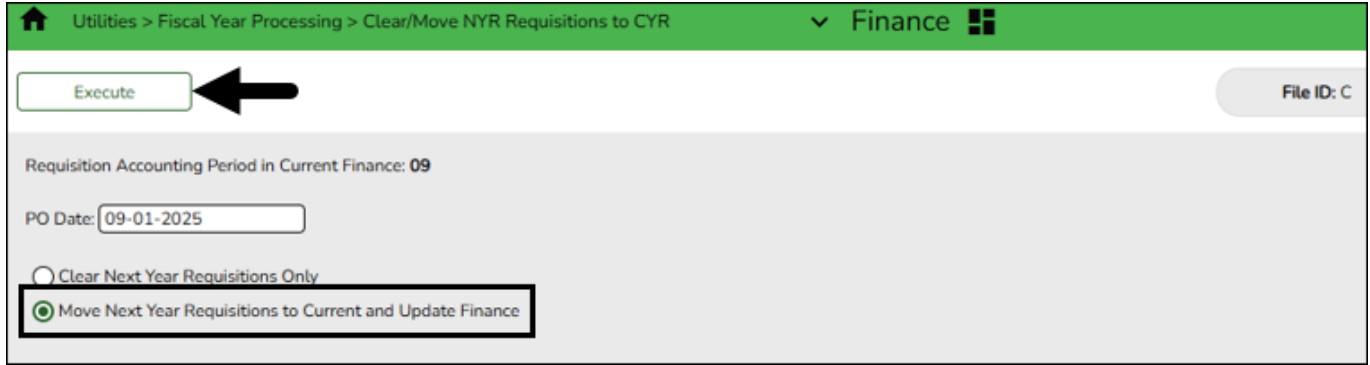 Utilities > Fiscal Year Processing > Clear/Move NYR Requisitions to CYR Finance
Execute File ID: C
Requisition Accounting Period in Current Finance: 09
PO Date: 09-01-2025
Clear Next Year Requisitions Only
Move Next Year Requisitions to Current and Update Finance